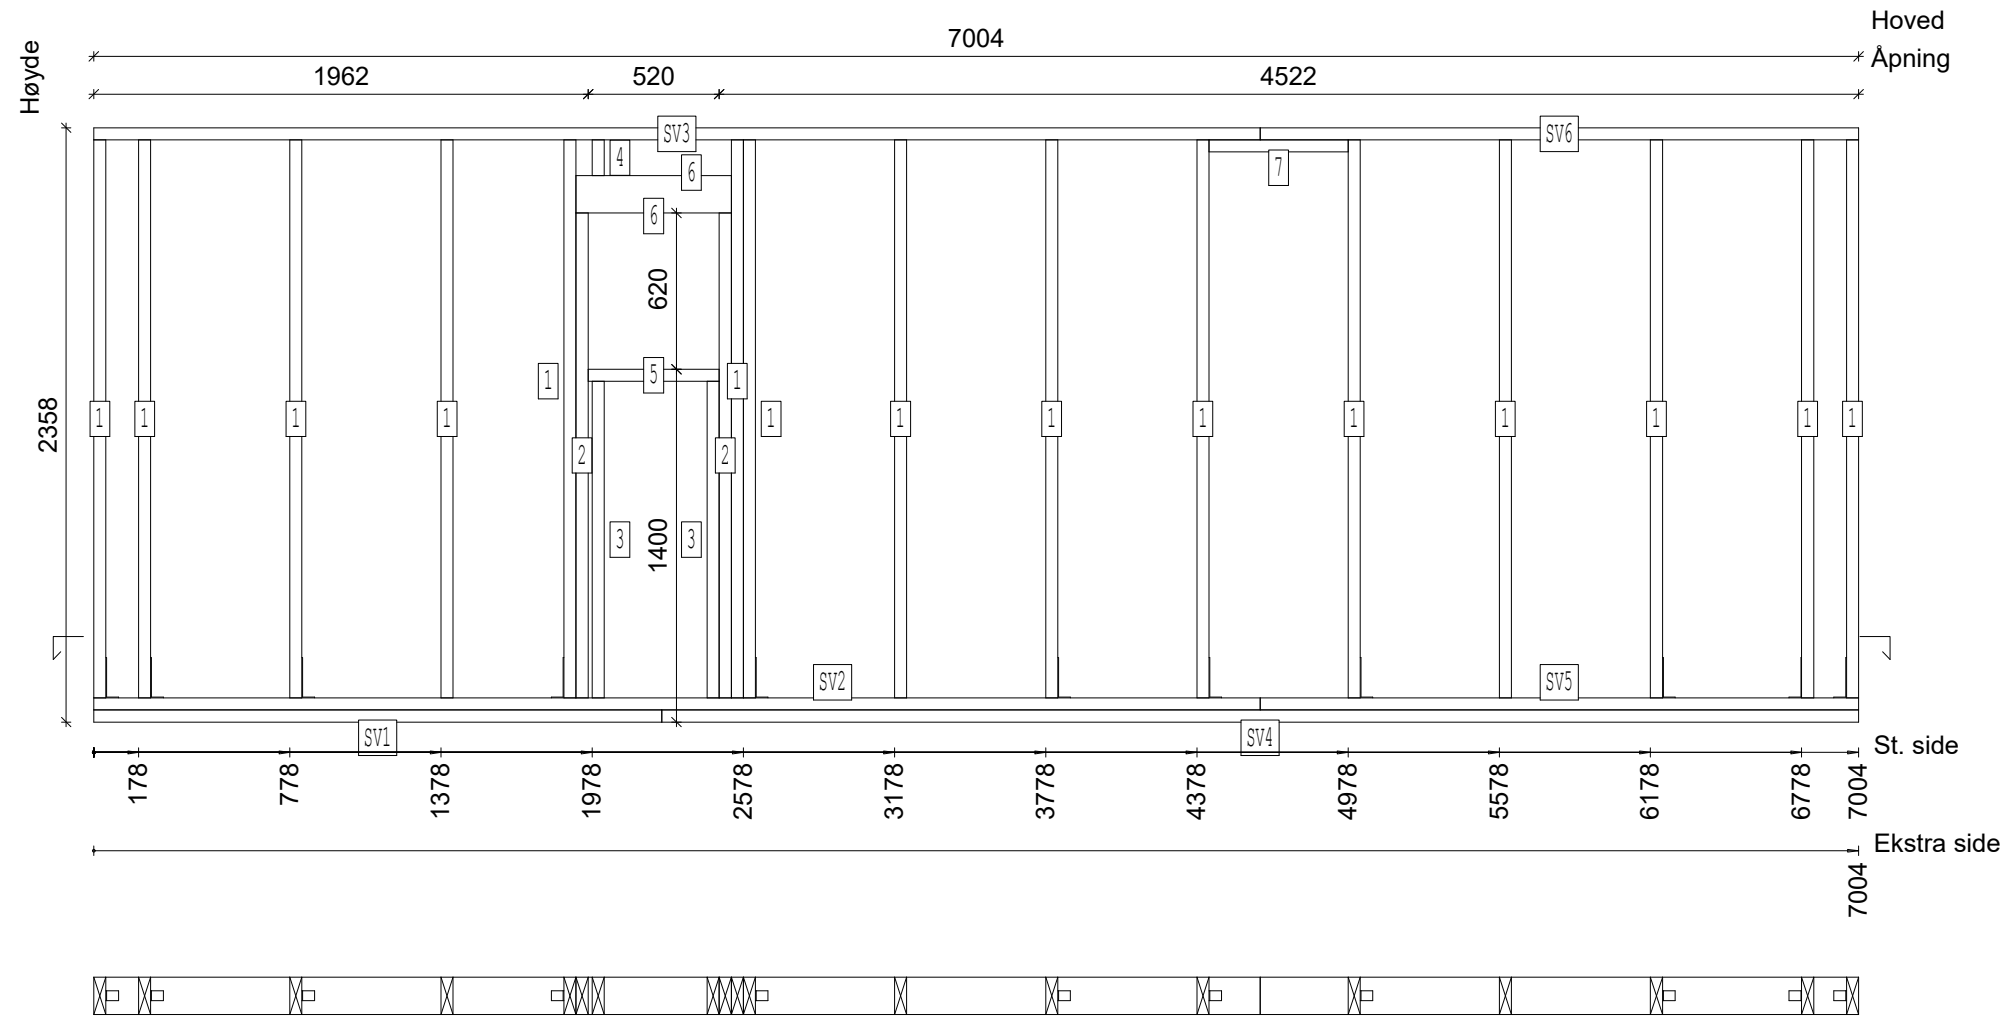 Hoved
7004
Åpning
Høyde
1962 520 4522
SV3 SV6
4
6
7
6
620
5 1 1
1 1 1 1 1 1 1 1 1 1 1 1 1
2358
2 2
1400
3 3
SV2 SV5
SV1 SV4
St. side
178 778 1378 1978 2578 3178 3778 4378 4978 5578 6178 6778 7004
Ekstra side
7004